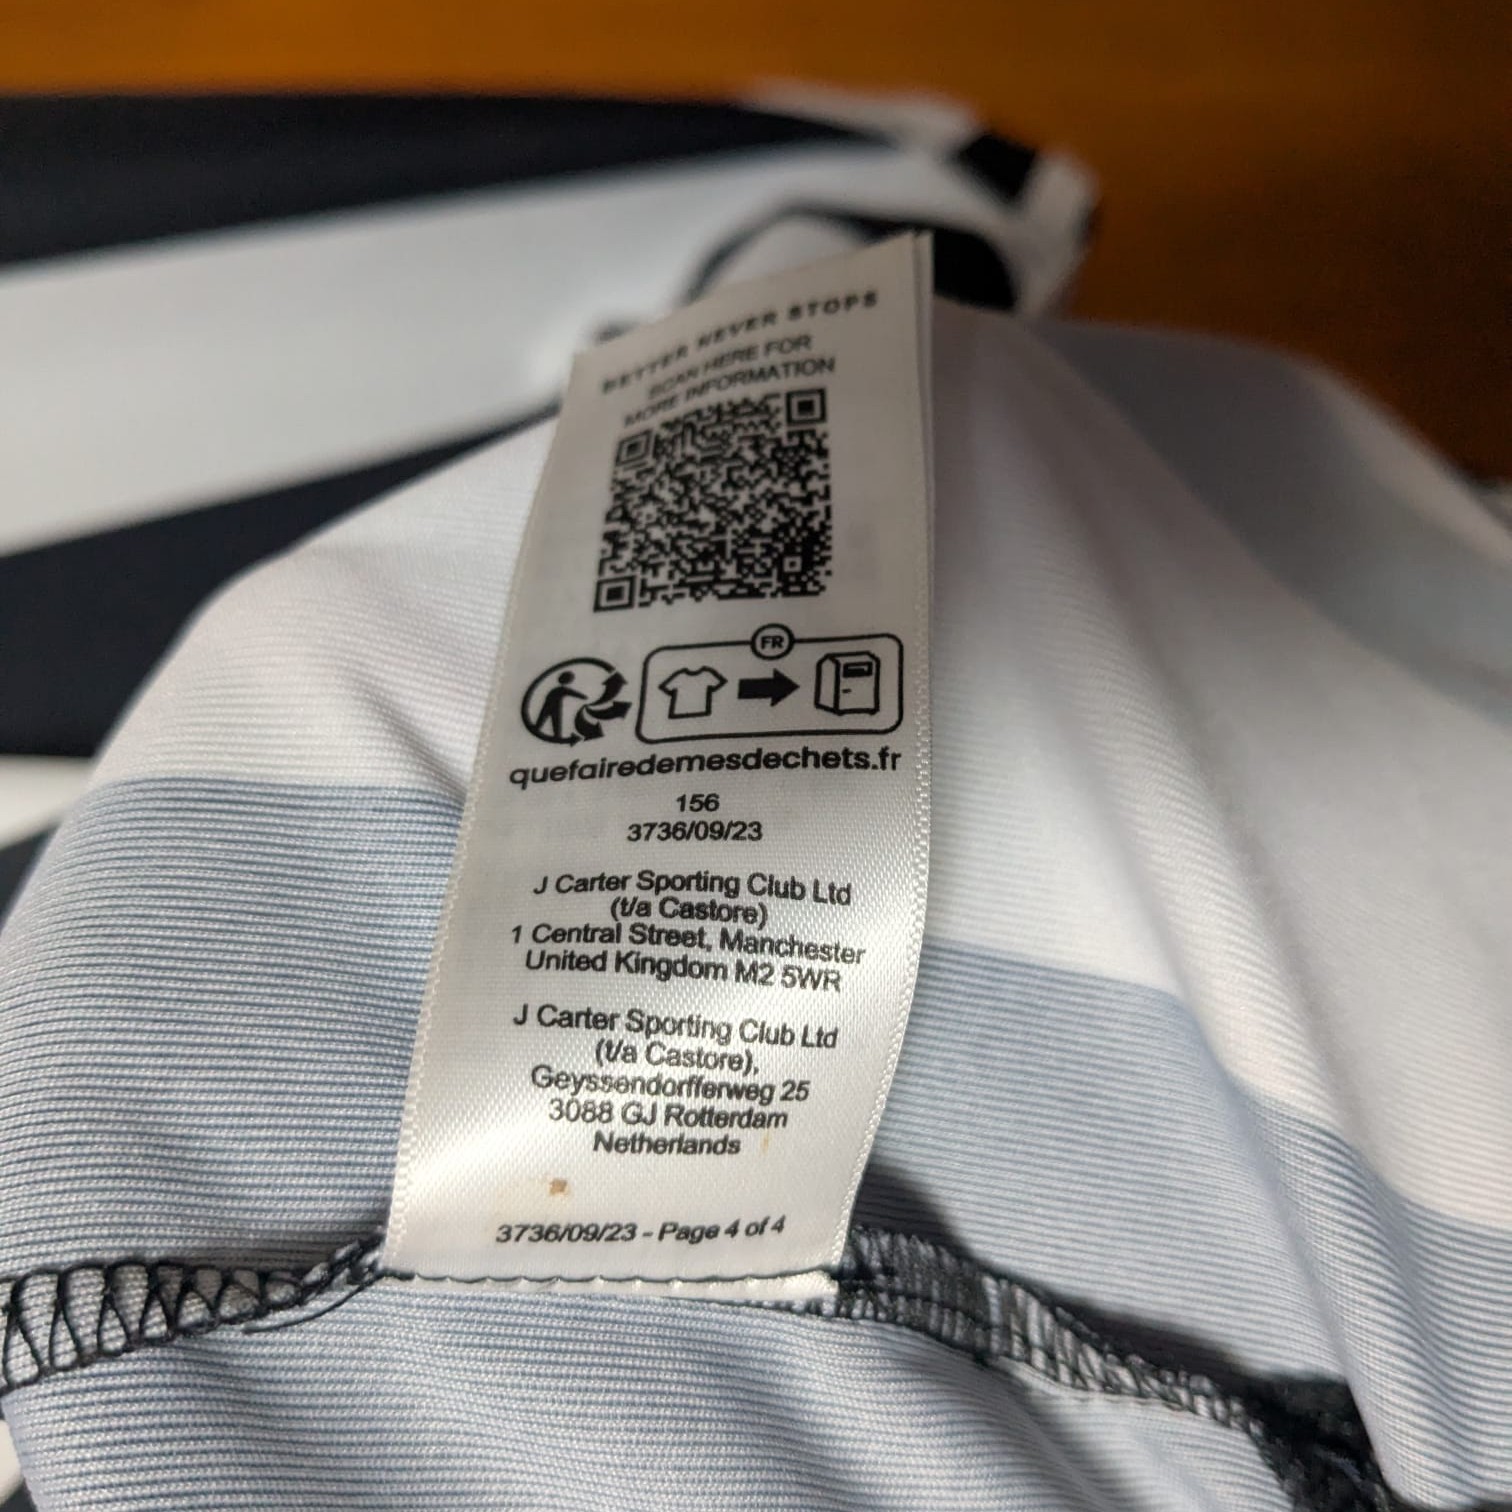 BETTER NEVER STOPS
SCAN HERE FOR
MORE INFORMATION
FR
quefairedemesdechets.fr
156
3736/09/23
J Carter Sporting Club Ltd
(t/a Castore)
1 Central Street, Manchester
United Kingdom M2 5WR
J Carter Sporting Club Ltd
(t/a Castore),
Geyssendorfferweg 25
3088 GJ Rotterdam
Netherlands
3736/09/23 - Page 4 of 4